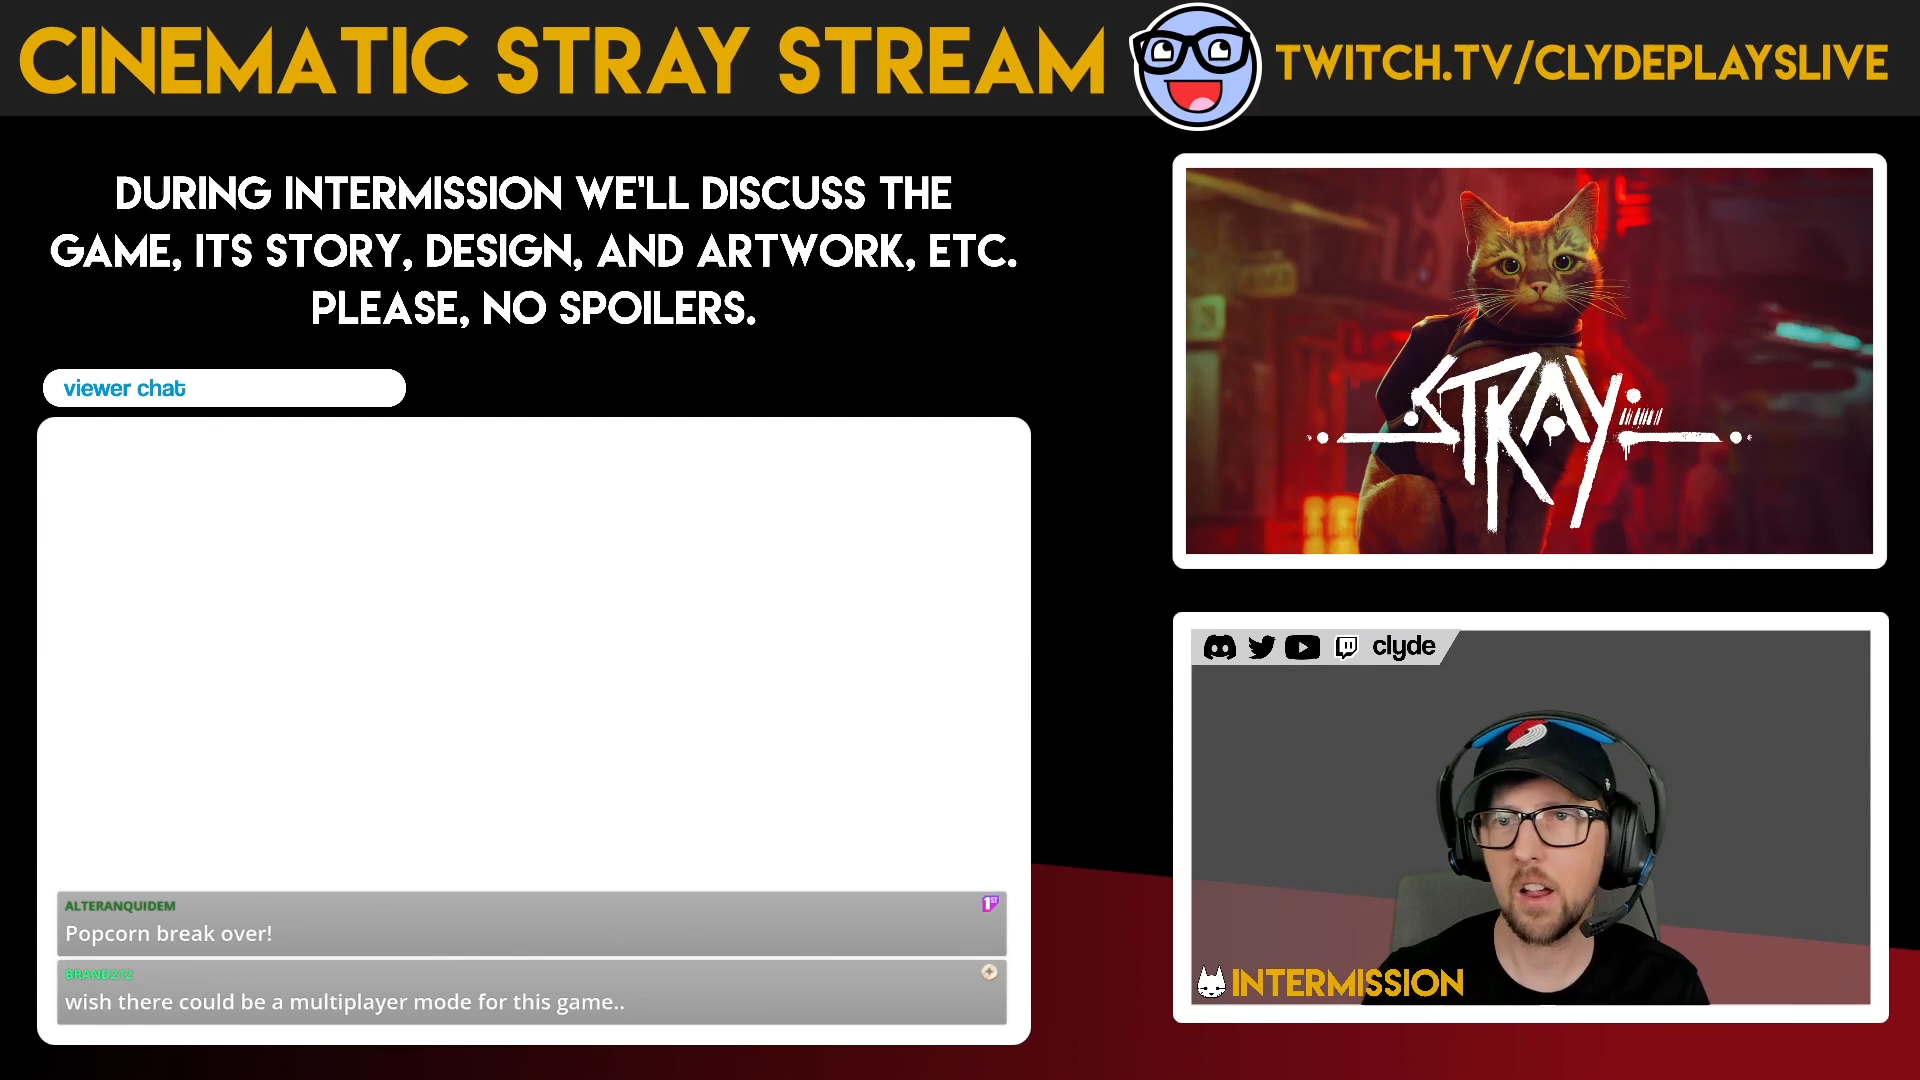 CINEMATIC STRAY STREAM
TWITCH.TV/CLYDEPLAYSLIVE
DURING INTERMISSION WE'LL DISCUSS THE
GAME, ITS STORY, DESIGN, AND ARTWORK, ETC.
PLEASE, NO SPOILERS.
viewer chat
STRAY
clyde
ALTERANQUIDEM
1ST
Popcorn break over!
BRAND212
wish there could be a multiplayer mode for this game..
INTERMISSION